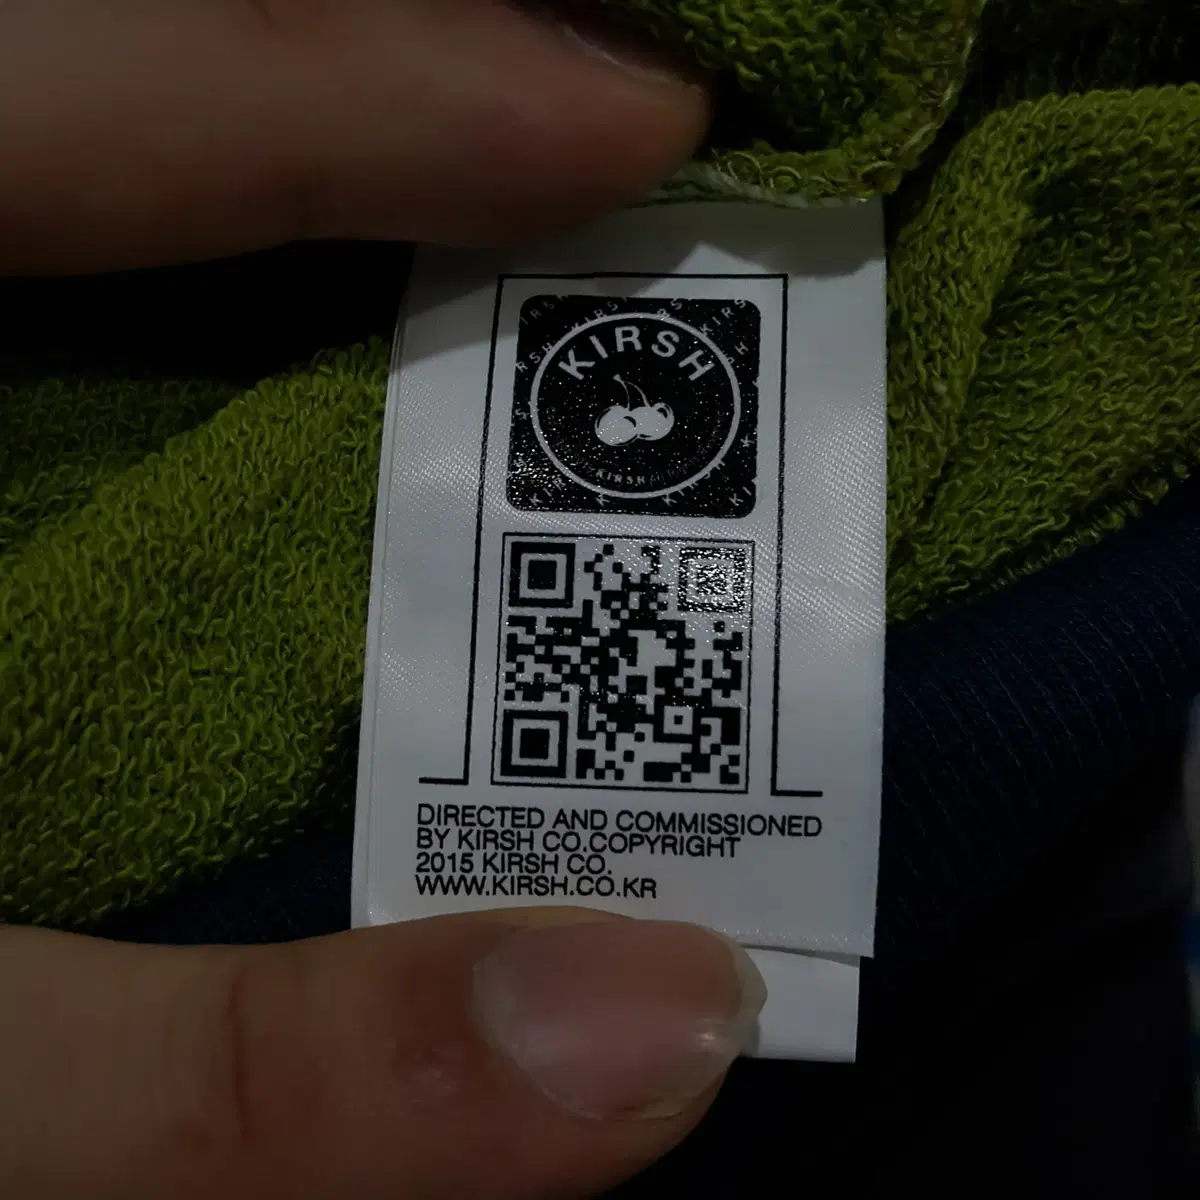 KIRSH
KIRSH
DIRECTED AND COMMISSIONED
BY KIRSH CO.COPYRIGHT
2015 KIRSH CO.
WWW.KIRSH.CO.KR